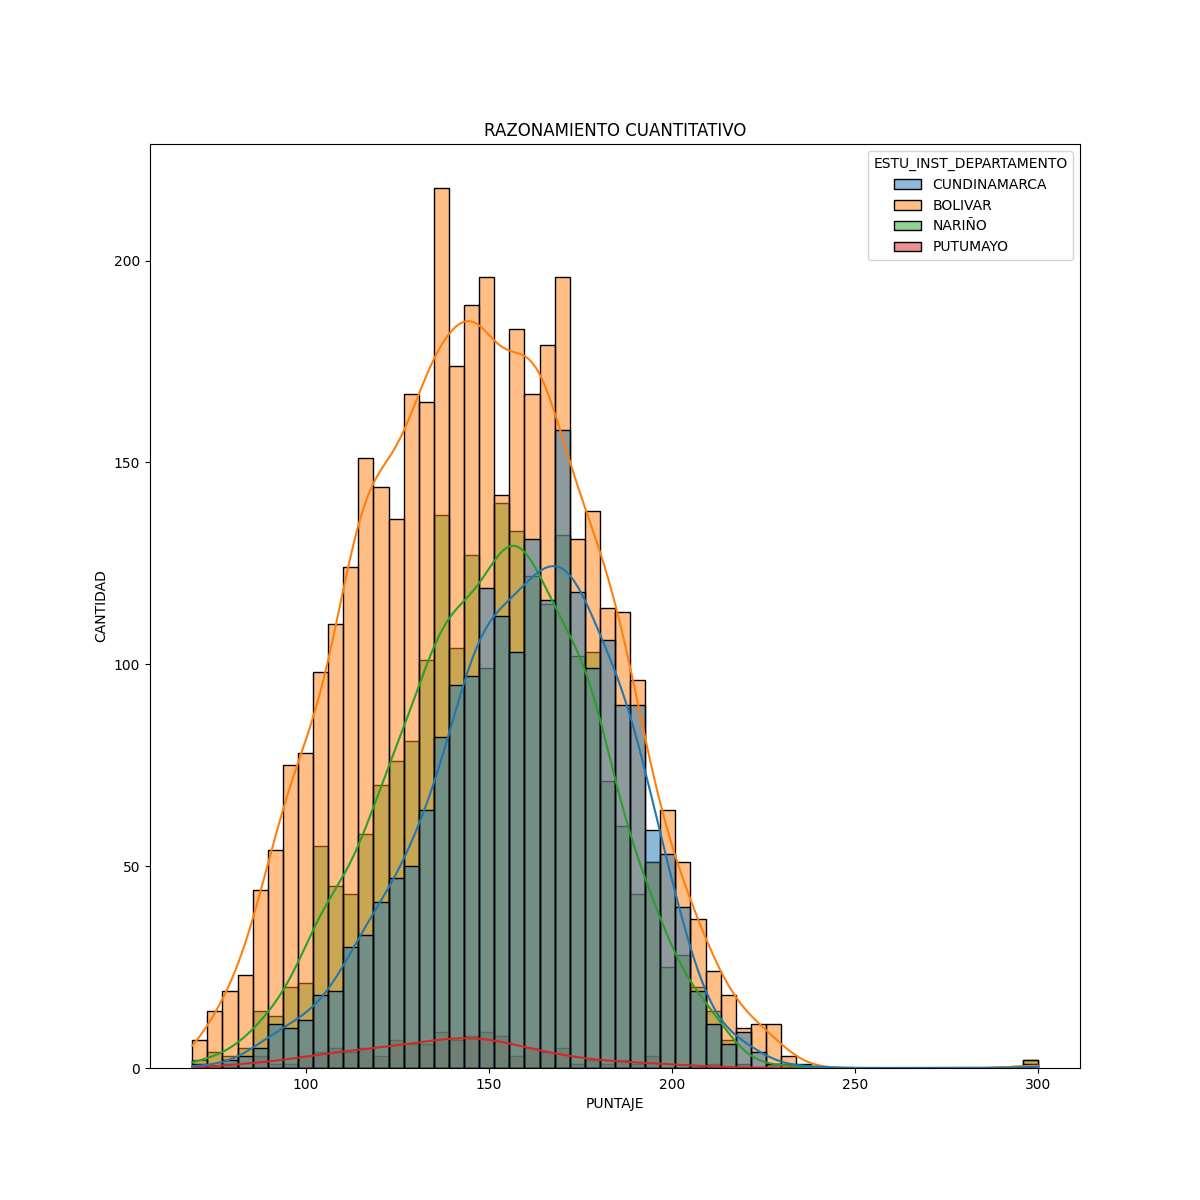 RAZONAMIENTO CUANTITATIVO
ESTU_INST_DEPARTAMENTO
CUNDINAMARCA
BOLIVAR
NARIÑO
PUTUMAYO
200
150
100
50
0
CANTIDAD
100
150
200
250
300
PUNTAJE